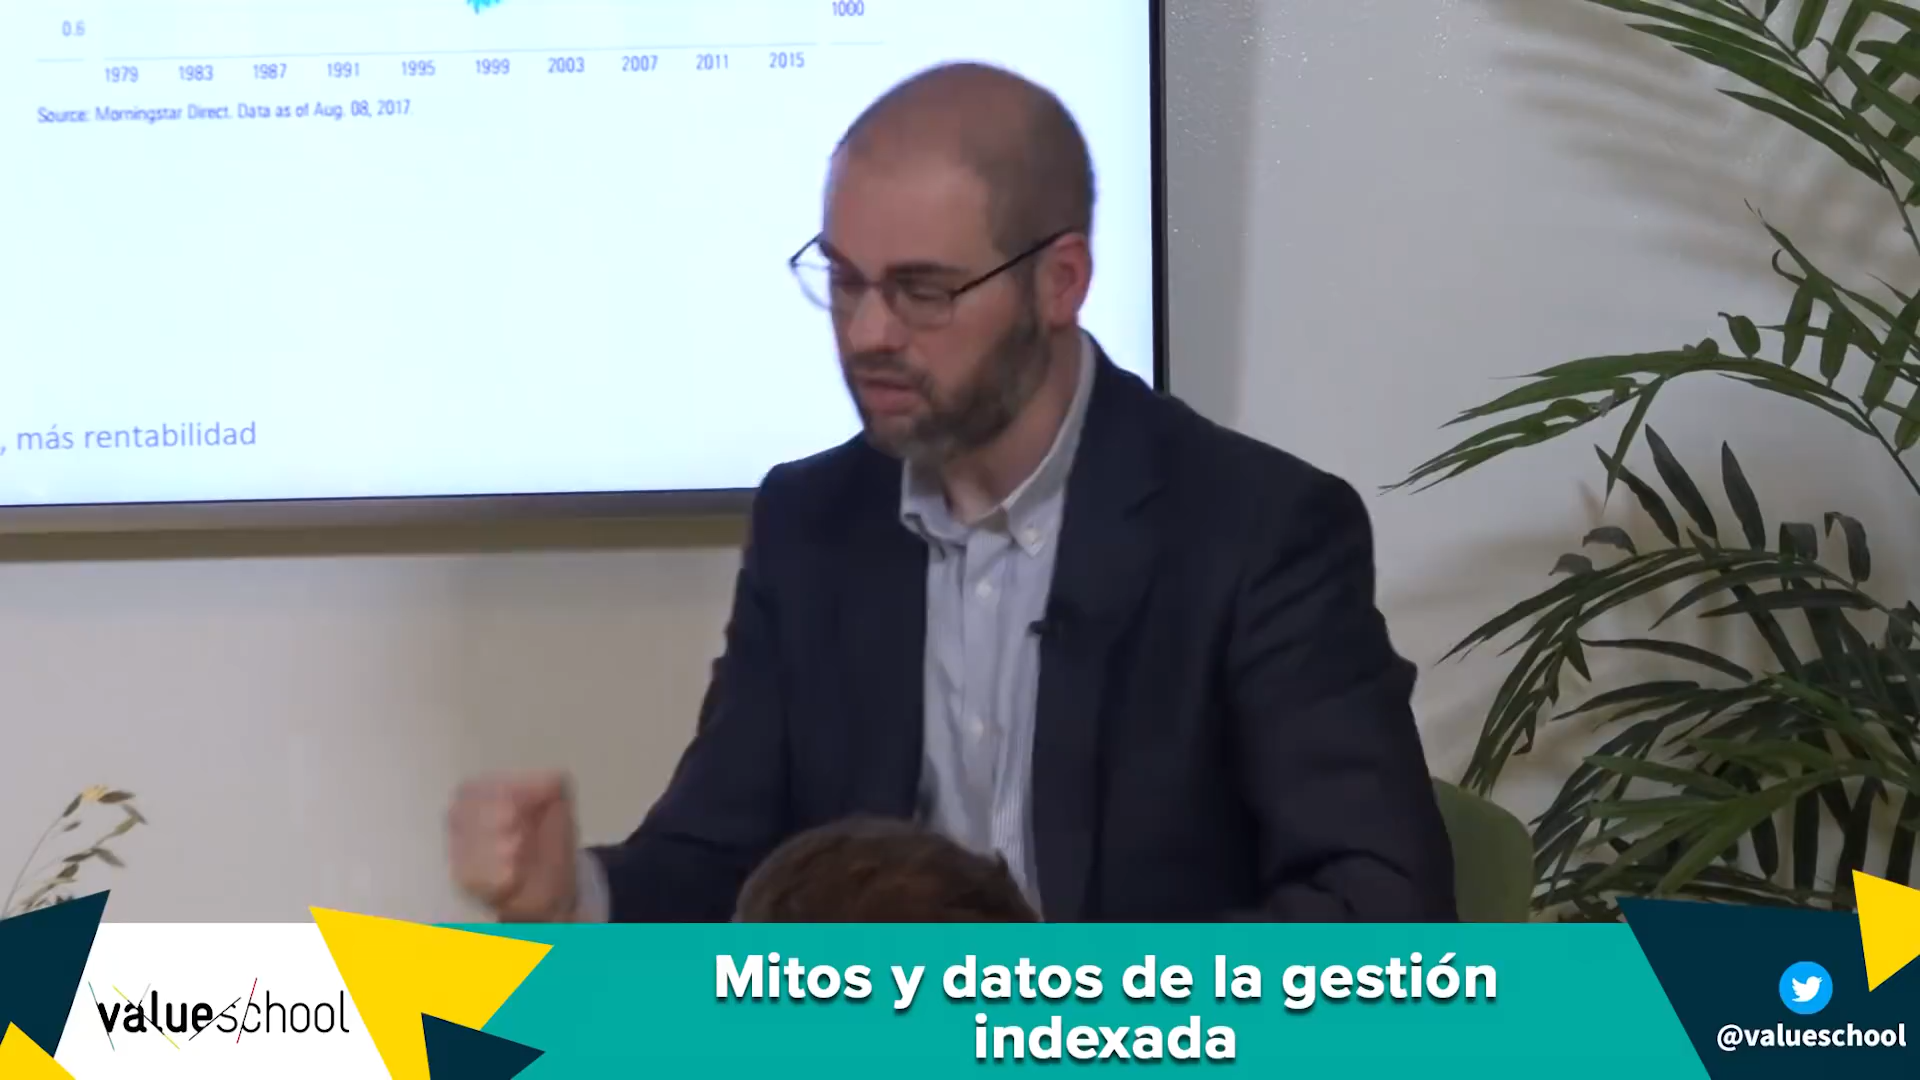 0.6
1000
1979 1983 1987 1991 1995 1999 2003 2007 2011 2015
Source: Morningstar Direct. Data as of Aug. 08, 2017
, más rentabilidad
valueschool
Mitos y datos de la gestión
indexada
@valueschool